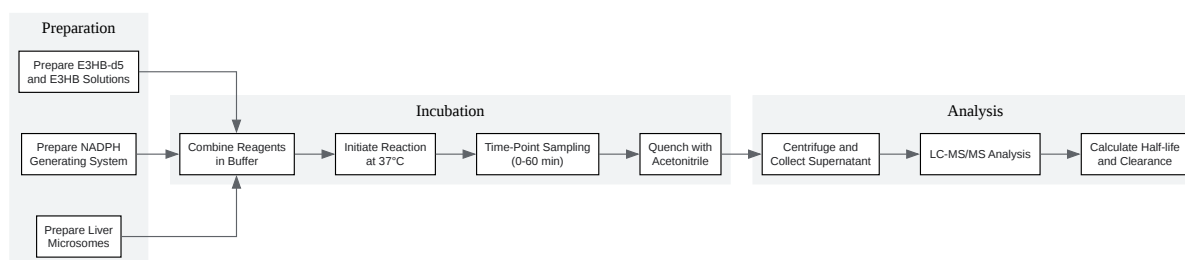 Preparation
Prepare E3HB-d5
and E3HB Solutions
Prepare NADPH
Generating System
Prepare Liver
Microsomes
Incubation
Combine Reagents
in Buffer
Initiate Reaction
at 37°C
Time-Point Sampling
(0-60 min)
Quench with
Acetonitrile
Analysis
Centrifuge and
Collect Supernatant
LC-MS/MS Analysis
Calculate Half-life
and Clearance